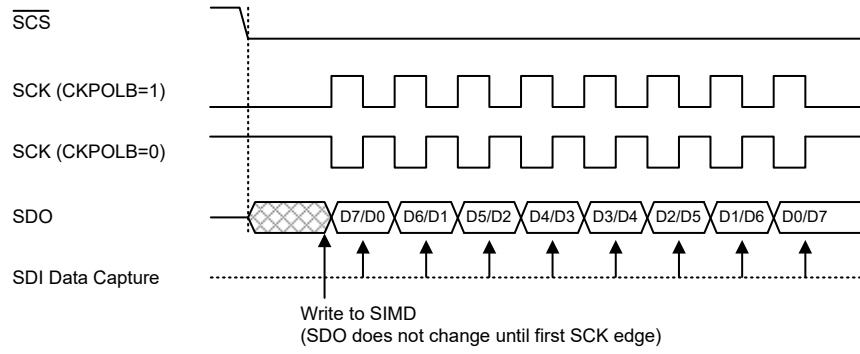 SCS
SCK (CKPOLB=1)
SCK (CKPOLB=0)
SDO D7/D0 D6/D1 D5/D2 D4/D3 D3/D4 D2/D5 D1/D6 D0/D7
SDI Data Capture
Write to SIMD
(SDO does not change until first SCK edge)